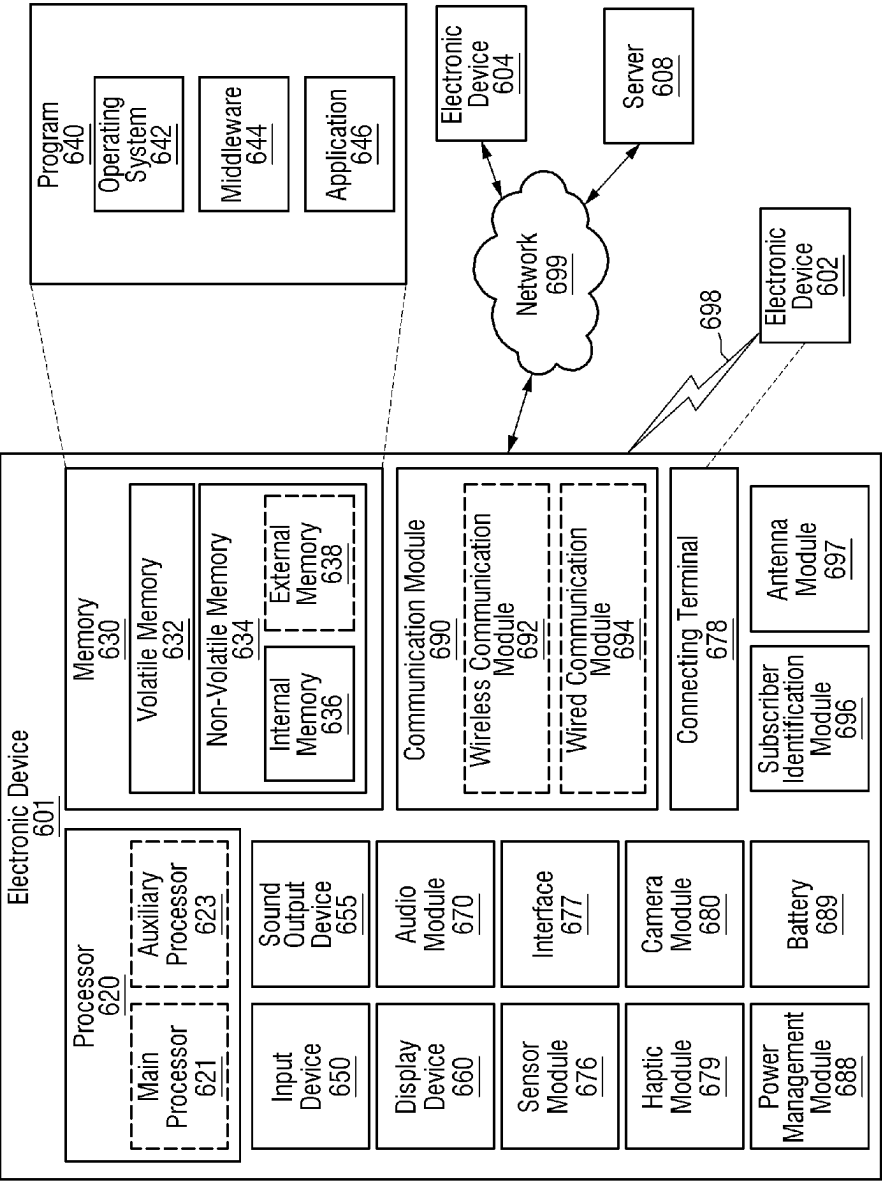 Electronic Device
601
Processor
620
Main
Processor
621
Auxiliary
Processor
623
Input
Device
650
Sound
Output
Device
655
Display
Device
660
Audio
Module
670
Sensor
Module
676
Interface
677
Haptic
Module
679
Camera
Module
680
Power
Management
Module
688
Battery
689
Memory
630
Volatile Memory
632
Non-Volatile Memory
634
Internal
Memory
636
External
Memory
638
Communication Module
690
Wireless Communication
Module
692
Wired Communication
Module
694
Connecting Terminal
678
Subscriber
Identification
Module
696
Antenna
Module
697
Program
640
Operating
System
642
Middleware
644
Application
646
Network
699
Electronic
Device
604
Server
608
698
Electronic
Device
602